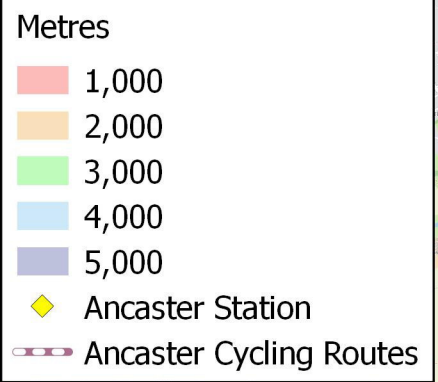 Metres
1,000
2,000
3,000
4,000
5,000
Ancaster Station
Ancaster Cycling Routes